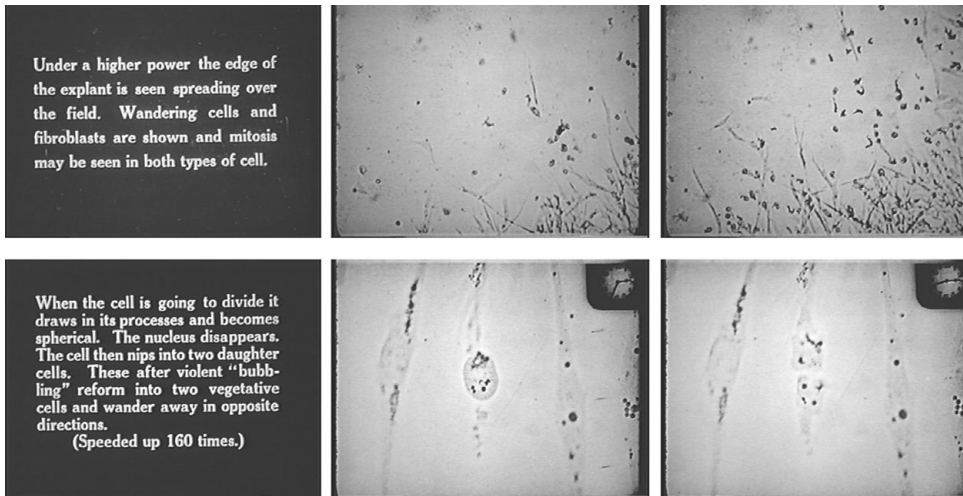 Under a higher power the edge of
the explant is seen spreading over
the field. Wandering cells and
fibroblasts are shown and mitosis
may be seen in both types of cell.
When the cell is going to divide it
draws in its processes and becomes
spherical. The nucleus disappears.
The cell then nips into two daughter
cells. These after violent “bubb-
ling” reform into two vegetative
cells and wander away in opposite
directions.
(Speeded up 160 times.)